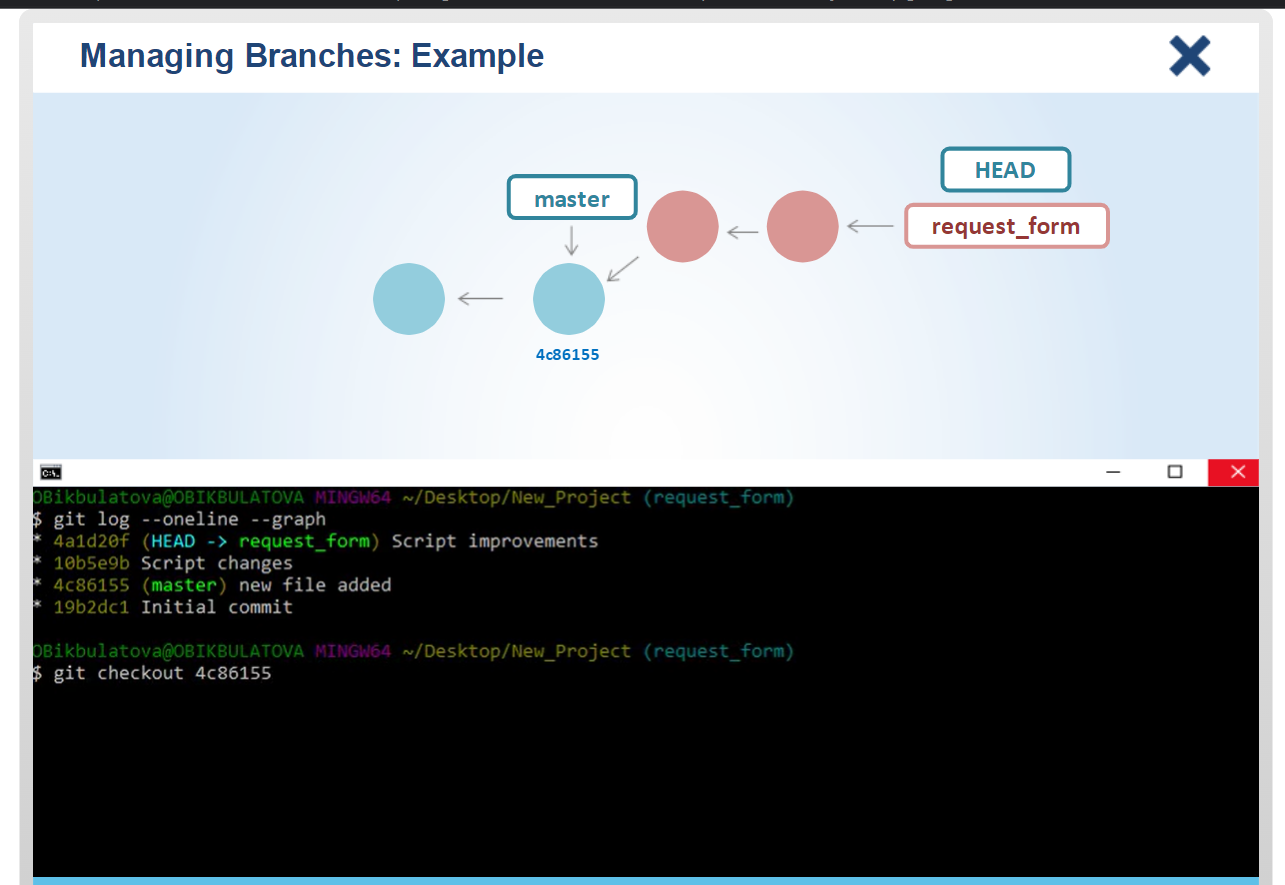 Managing Branches: Example
HEAD
master
request_form
4c86155
OBikbulatova@OBIKBULATOVA MINGW64 ~/Desktop/New_Project (request_form)
$ git log --oneline --graph
* 4a1d20f (HEAD -> request_form) Script improvements
* 10b5e9b Script changes
* 4c86155 (master) new file added
* 19b2dc1 Initial commit
OBikbulatova@OBIKBULATOVA MINGW64 ~/Desktop/New_Project (request_form)
$ git checkout 4c86155